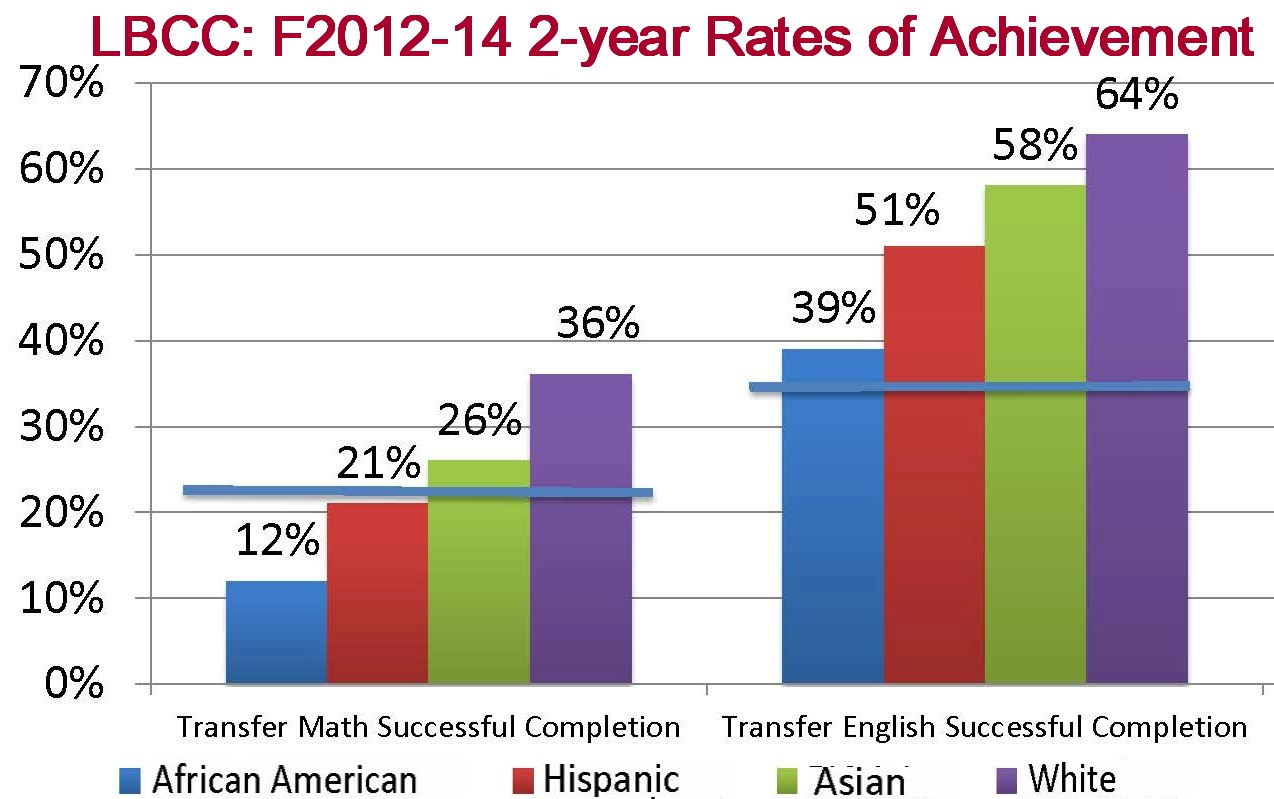 LBCC: F2012-14 2-year Rates of Achievement
70%
60%
50%
40%
30%
20%
10%
0%
12%
21%
26%
36%
39%
51%
58%
64%
Transfer Math Successful Completion
Transfer English Successful Completion
African American
Hispanic
Asian
White